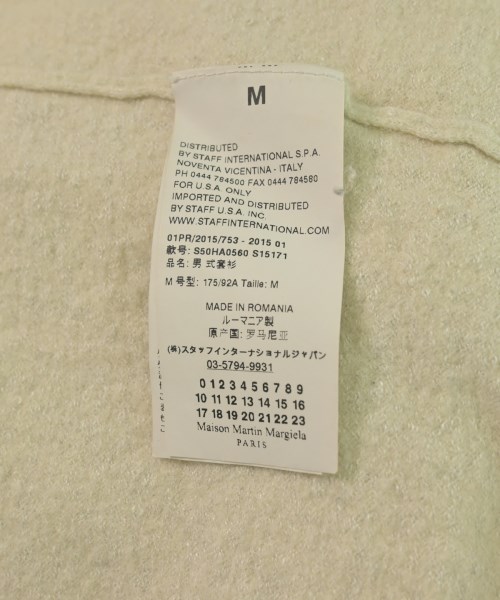 M
DISTRIBUTED
BY STAFF INTERNATIONAL S.P.A.
NOVENTA VICENTINA - ITALY
PH 0444 784500 FAX 0444 784580
FOR U.S.A. ONLY
IMPORTED AND DISTRIBUTED
BY STAFF U.S.A. INC.
WWW.STAFFINTERNATIONAL.COM
01PR/2015/753 - 2015 01
款号: S50HA0560 S15171
品名: 男式套衫
M 号型: 175/92A Taille: M
MADE IN ROMANIA
ルーマニア製
原产国: 罗马尼亚
(株)スタッフインターナショナルジャパン
03-5794-9931
0 1 2 3 4 5 6 7 8 9
10 11 12 13 14 15 16
17 18 19 20 21 22 23
Maison Martin Margiela
PARIS